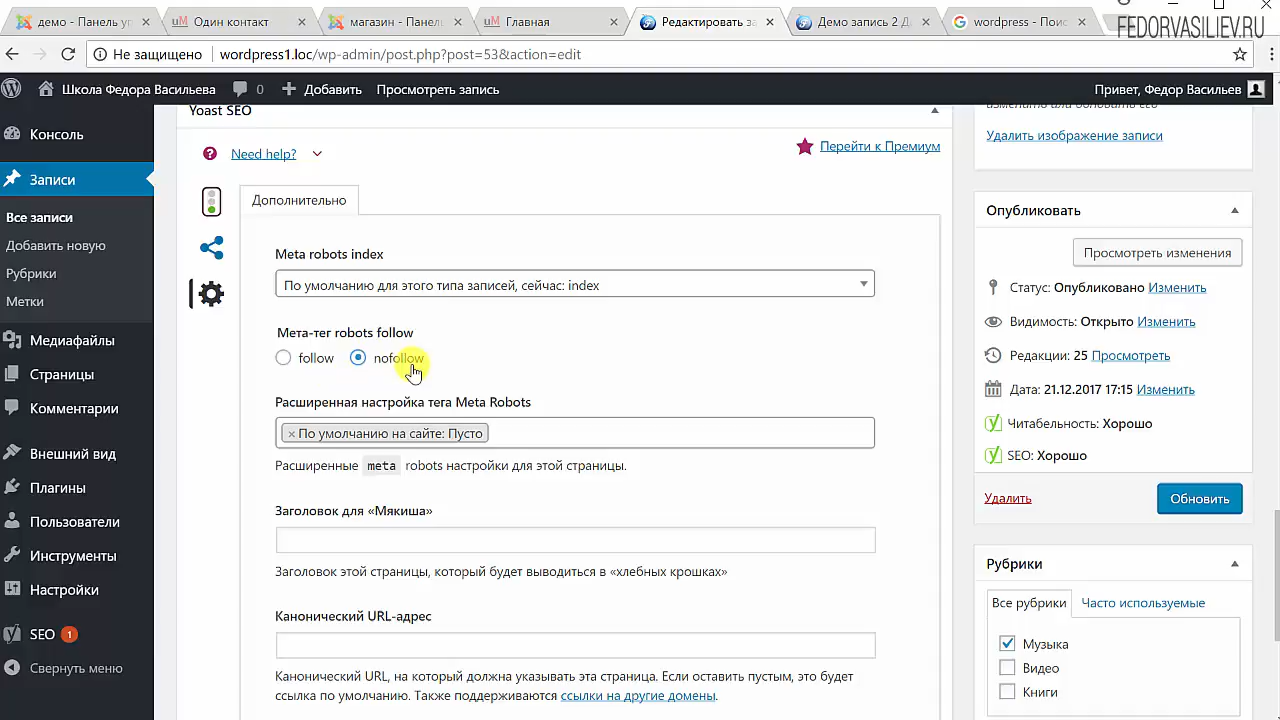 демо - Панель уп
Один контакт
магазин - Панел
Главная
Редактировать за
Демо запись 2 Д
wordpress - Поис
FEDORVASILIEV.RU
Не защищено
wordpress1.loc/wp-admin/post.php?post=53&action=edit
Школа Федора Васильева
0
Добавить
Просмотреть запись
Привет, Федор Васильев
Консоль
Записи
Все записи
Добавить новую
Рубрики
Метки
Медиафайлы
Страницы
Комментарии
Внешний вид
Плагины
Пользователи
Инструменты
Настройки
SEO 1
Свернуть меню
Yoast SEO
Need help?
Перейти к Премиум
Дополнительно
Meta robots index
По умолчанию для этого типа записей, сейчас: index
Мета-тег robots follow
follow nofollow
Расширенная настройка тега Meta Robots
× По умолчанию на сайте: Пусто
Расширенные meta robots настройки для этой страницы.
Заголовок для «Мякиша»
Заголовок этой страницы, который будет выводиться в «хлебных крошках»
Канонический URL-адрес
Канонический URL, на который должна указывать эта страница. Если оставить пустым, это будет
ссылка по умолчанию. Также поддерживаются ссылки на другие домены.
Удалить изображение записи
Опубликовать
Просмотреть изменения
Статус: Опубликовано Изменить
Видимость: Открыто Изменить
Редакции: 25 Просмотреть
Дата: 21.12.2017 17:15 Изменить
Читабельность: Хорошо
SEO: Хорошо
Удалить
Обновить
Рубрики
Все рубрики
Часто используемые
Музыка
Видео
Книги